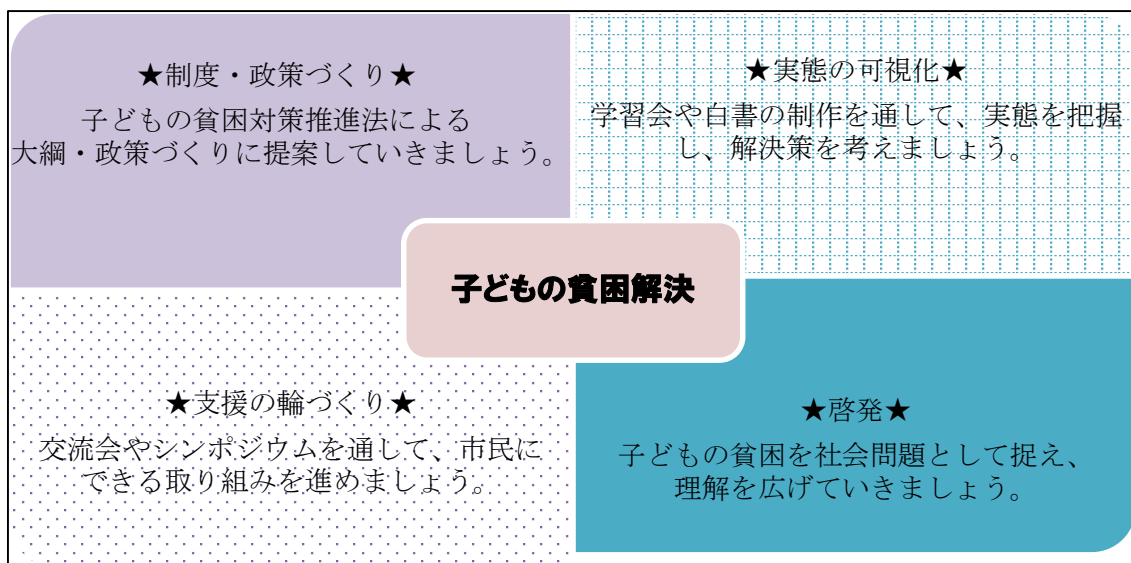 ★制度・政策づくり★
子どもの貧困対策推進法による
大綱・政策づくりに提案していきましょう。
★実態の可視化★
学習会や白書の制作を通して、実態を把握
し、解決策を考えましょう。
子どもの貧困解決
★支援の輪づくり★
交流会やシンポジウムを通して、市民に
できる取り組みを進めましょう。
★啓発★
子どもの貧困を社会問題として捉え、
理解を広げていきましょう。